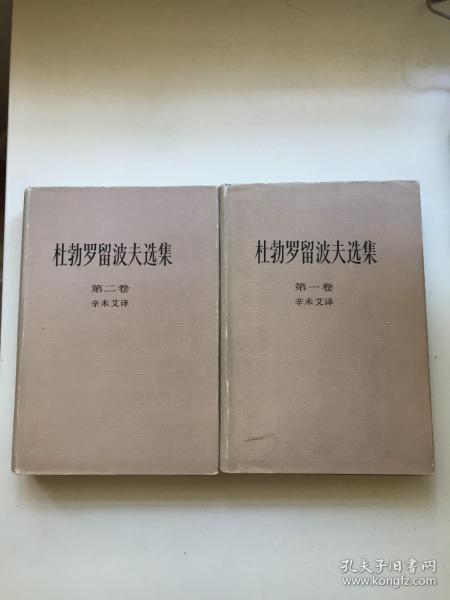 杜勃罗留波夫选集
第二卷
辛未艾译
杜勃罗留波夫选集
第一卷
辛未艾译
孔夫子旧书网
www.kongfz.com